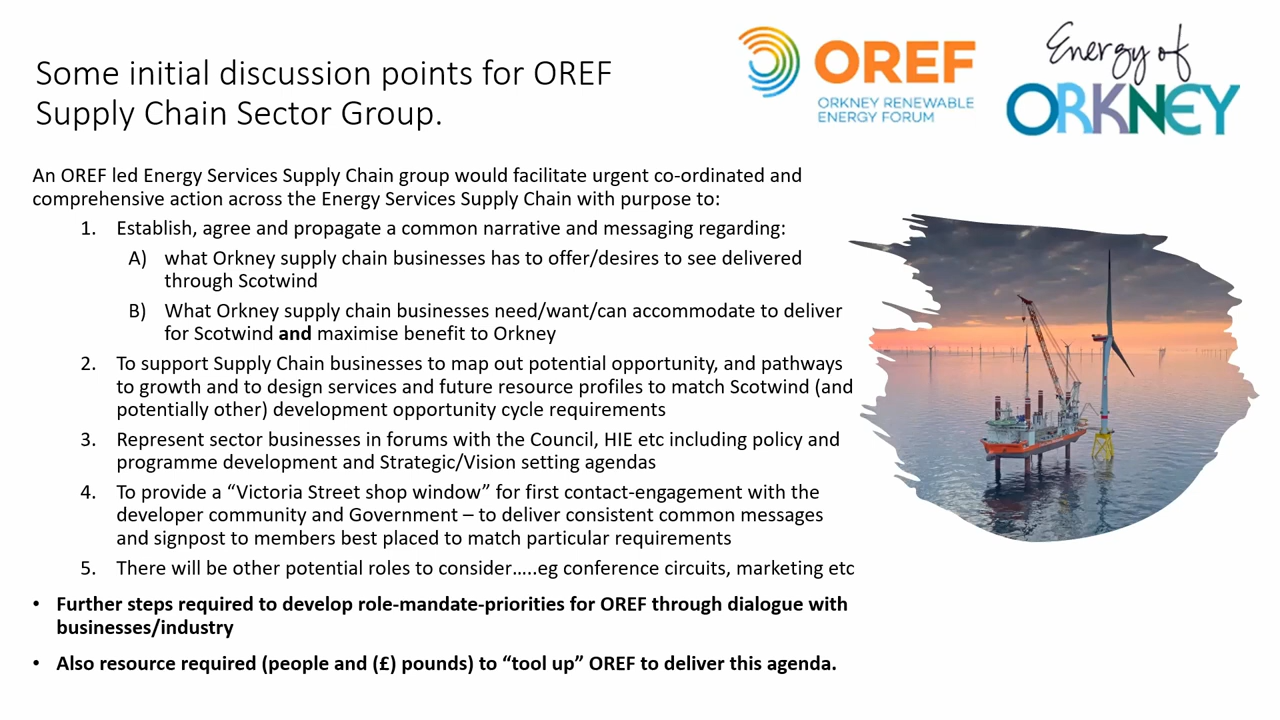 Some initial discussion points for OREF
Supply Chain Sector Group.
OREF
ORKNEY RENEWABLE
ENERGY FORUM
Energy of
ORKNEY
An OREF led Energy Services Supply Chain group would facilitate urgent co-ordinated and
comprehensive action across the Energy Services Supply Chain with purpose to:
1. Establish, agree and propagate a common narrative and messaging regarding:
A) what Orkney supply chain businesses has to offer/desires to see delivered
through Scotwind
B) What Orkney supply chain businesses need/want/can accommodate to deliver
for Scotwind and maximise benefit to Orkney
2. To support Supply Chain businesses to map out potential opportunity, and pathways
to growth and to design services and future resource profiles to match Scotwind (and
potentially other) development opportunity cycle requirements
3. Represent sector businesses in forums with the Council, HIE etc including policy and
programme development and Strategic/Vision setting agendas
4. To provide a “Victoria Street shop window” for first contact-engagement with the
developer community and Government – to deliver consistent common messages
and signpost to members best placed to match particular requirements
5. There will be other potential roles to consider…..eg conference circuits, marketing etc
• Further steps required to develop role-mandate-priorities for OREF through dialogue with
businesses/industry
• Also resource required (people and (£) pounds) to “tool up” OREF to deliver this agenda.